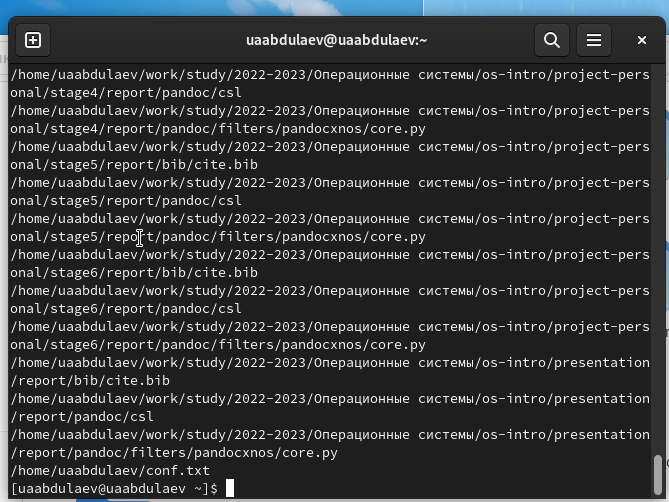 uaabdulaev@uaabdulaev:~
/home/uaabdulaev/work/study/2022-2023/Операционные системы/os-intro/project-pers
onal/stage4/report/pandoc/csl
/home/uaabdulaev/work/study/2022-2023/Операционные системы/os-intro/project-pers
onal/stage4/report/pandoc/filters/pandocxnos/core.py
/home/uaabdulaev/work/study/2022-2023/Операционные системы/os-intro/project-pers
onal/stage5/report/bib/cite.bib
/home/uaabdulaev/work/study/2022-2023/Операционные системы/os-intro/project-pers
onal/stage5/report/pandoc/csl
/home/uaabdulaev/work/study/2022-2023/Операционные системы/os-intro/project-pers
onal/stage5/report/pandoc/filters/pandocxnos/core.py
/home/uaabdulaev/work/study/2022-2023/Операционные системы/os-intro/project-pers
onal/stage6/report/bib/cite.bib
/home/uaabdulaev/work/study/2022-2023/Операционные системы/os-intro/project-pers
onal/stage6/report/pandoc/csl
/home/uaabdulaev/work/study/2022-2023/Операционные системы/os-intro/project-pers
onal/stage6/report/pandoc/filters/pandocxnos/core.py
/home/uaabdulaev/work/study/2022-2023/Операционные системы/os-intro/presentation
/report/bib/cite.bib
/home/uaabdulaev/work/study/2022-2023/Операционные системы/os-intro/presentation
/report/pandoc/csl
/home/uaabdulaev/work/study/2022-2023/Операционные системы/os-intro/presentation
/report/pandoc/filters/pandocxnos/core.py
/home/uaabdulaev/conf.txt
[uaabdulaev@uaabdulaev ~]$